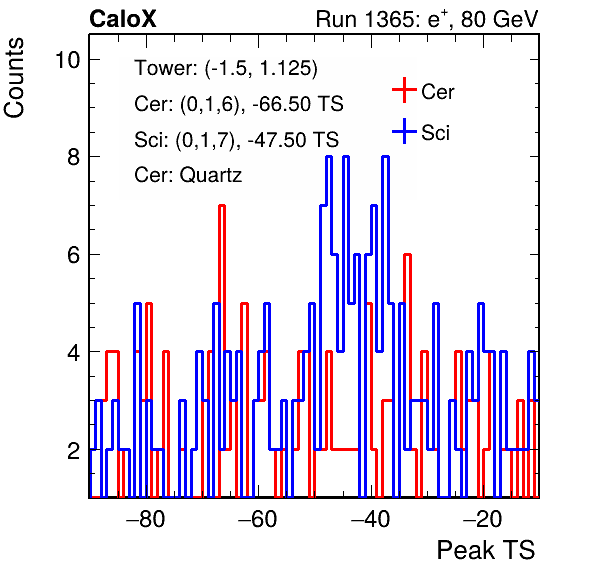 CaloX Run 1365: e⁺, 80 GeV
Counts
10
8
6
4
2
Tower: (-1.5, 1.125)
Cer: (0,1,6), -66.50 TS
Sci: (0,1,7), -47.50 TS
Cer: Quartz
Cer
Sci
−80 −60 −40 −20
Peak TS